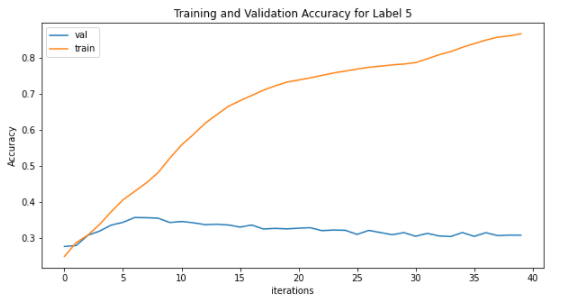 Training and Validation Accuracy for Label 5
val
train
Accuracy
0.8
0.7
0.6
0.5
0.4
0.3
0 5 10 15 20 25 30 35 40
iterations